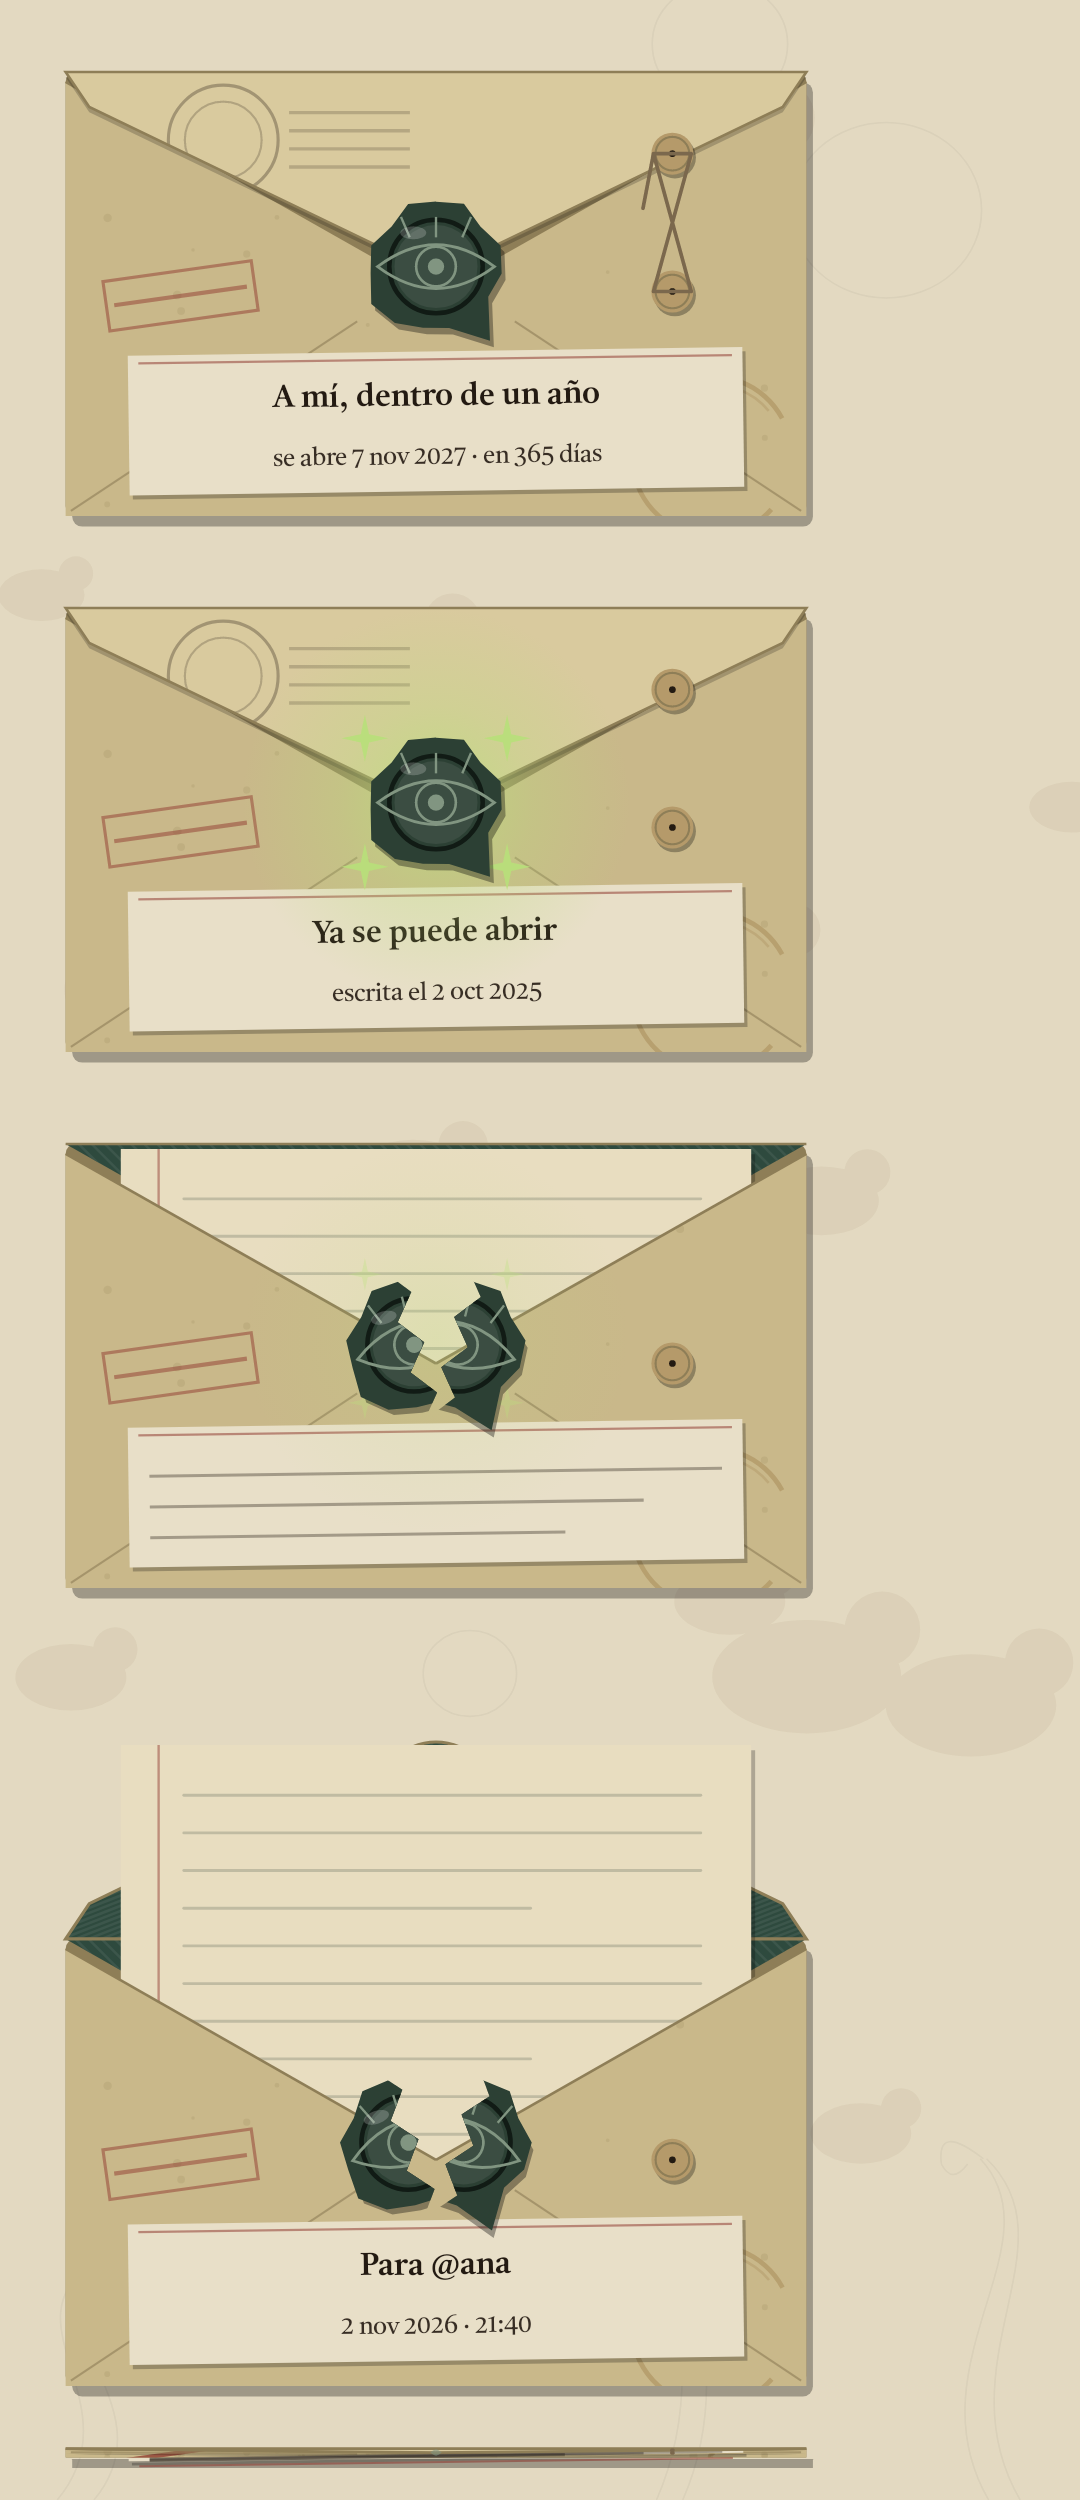 A mí, dentro de un año
se abre 7 nov 2027 · en 365 días
Ya se puede abrir
escrita el 2 oct 2025
Para @ana
2 nov 2026 · 21:40